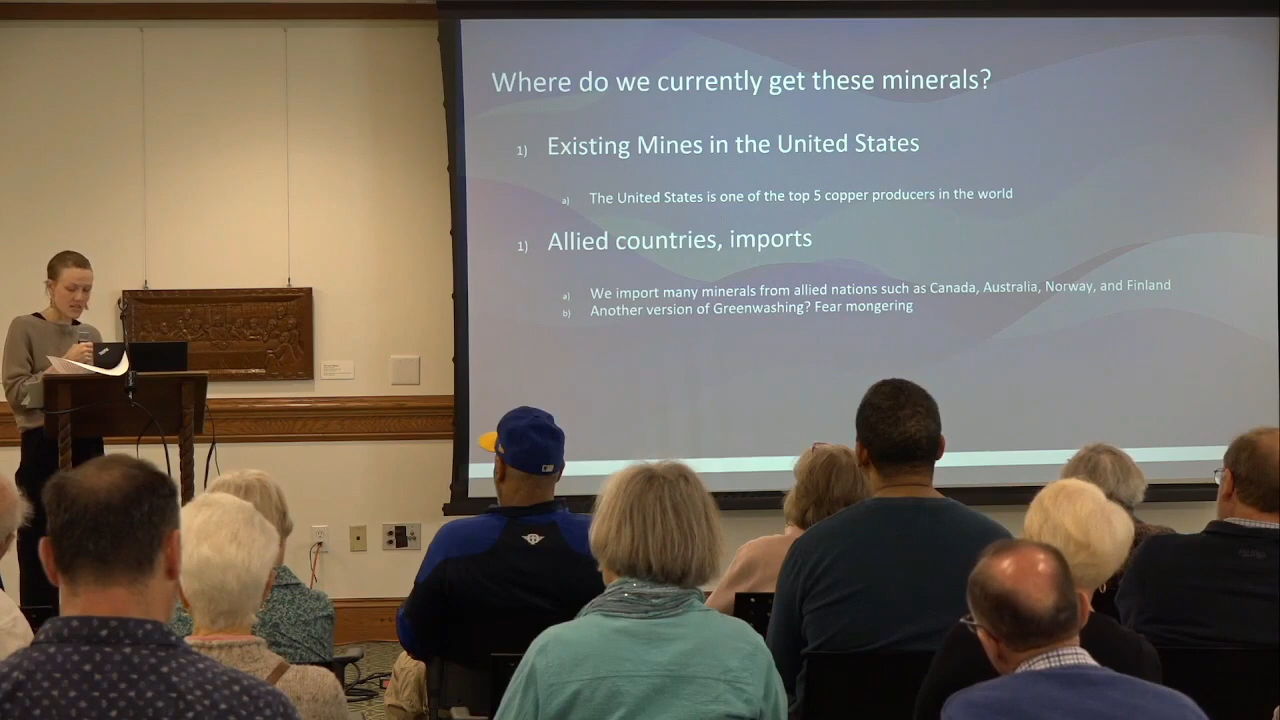 Where do we currently get these minerals?
1) Existing Mines in the United States
a) The United States is one of the top 5 copper producers in the world
1) Allied countries, imports
a) We import many minerals from allied nations such as Canada, Australia, Norway, and Finland
b) Another version of Greenwashing? Fear mongering